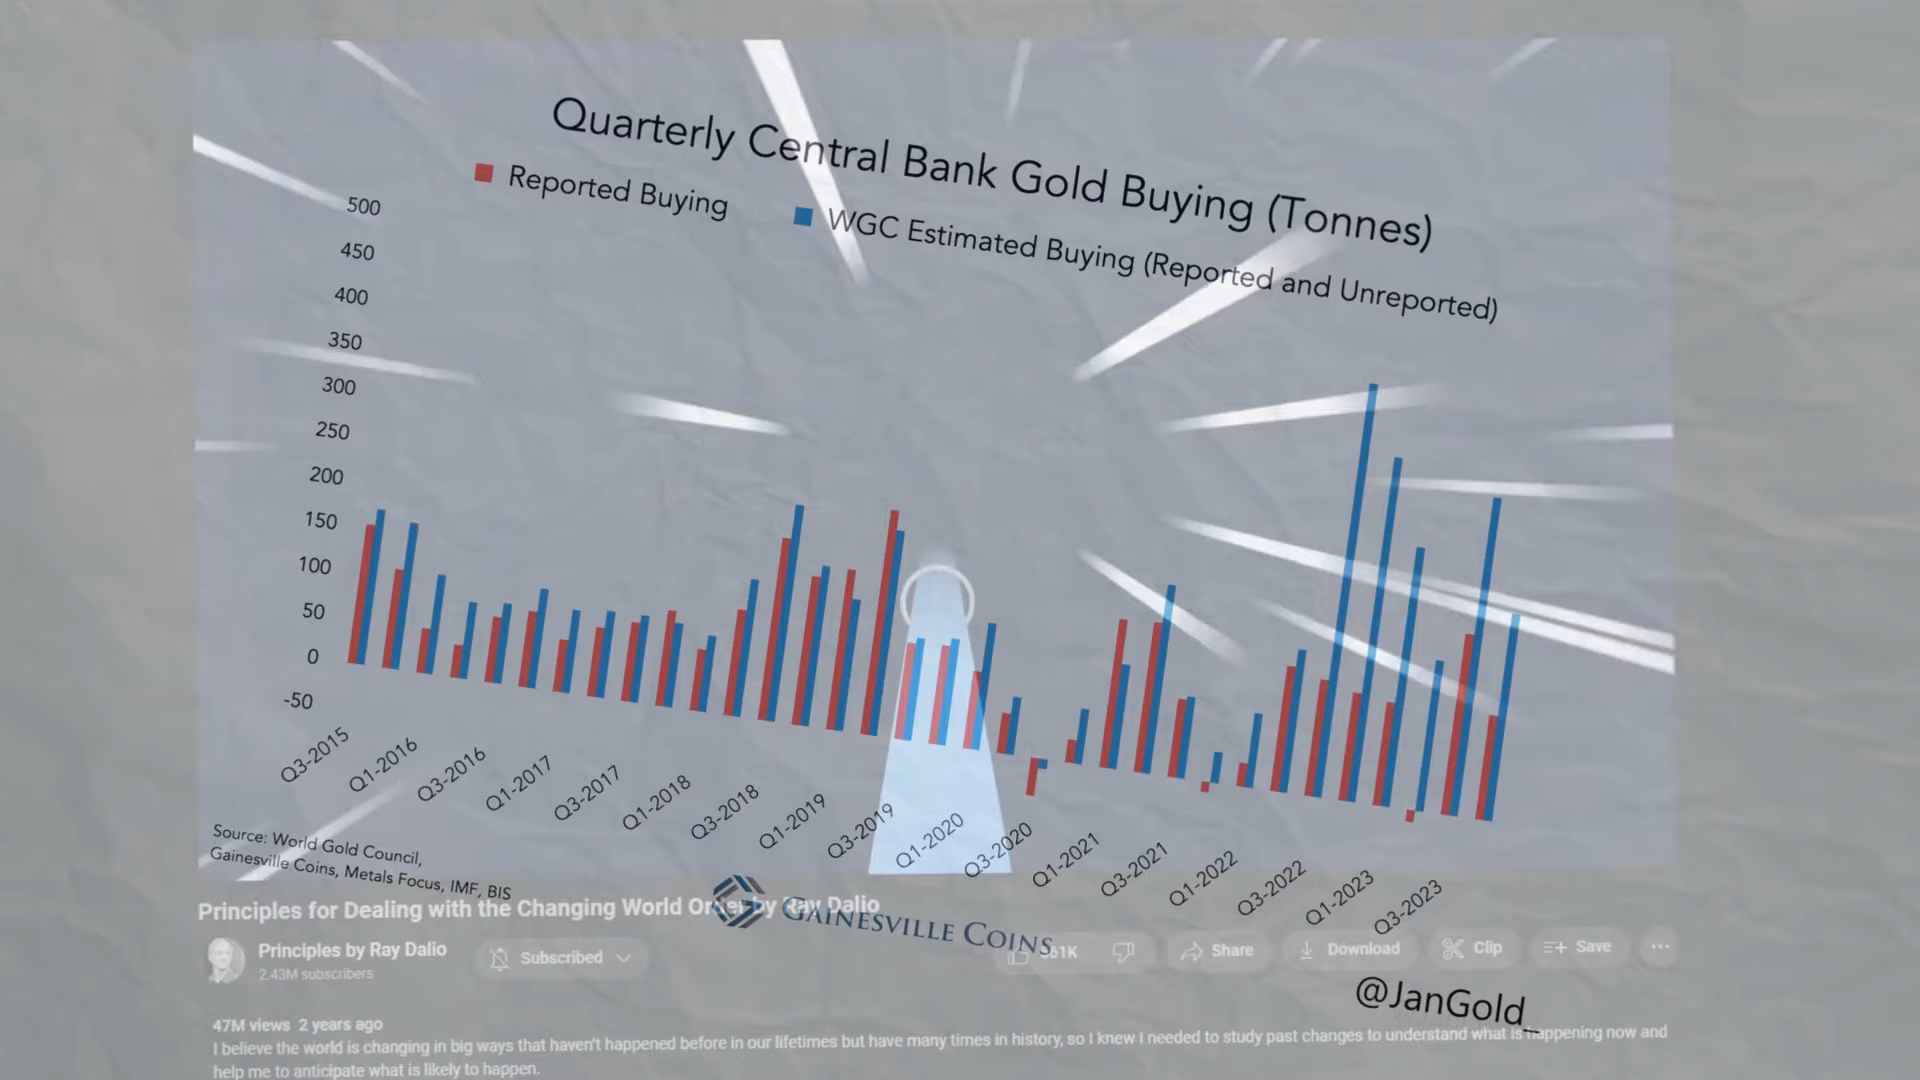 Quarterly Central Bank Gold Buying (Tonnes)
Reported Buying
WGC Estimated Buying (Reported and Unreported)
500
450
400
350
300
250
200
150
100
50
0
-50
Q3-2015
Q1-2016
Q3-2016
Q1-2017
Q3-2017
Q1-2018
Q3-2018
Q1-2019
Q3-2019
Q1-2020
Q3-2020
Q1-2021
Q3-2021
Q1-2022
Q3-2022
Q1-2023
Q3-2023
Source: World Gold Council,
Gainesville Coins, Metals Focus, IMF, BIS
GAINESVILLE COINS
@JanGold_
Principles for Dealing with the Changing World Order by Ray Dalio
Principles by Ray Dalio
2.43M subscribers
Subscribed
Share
Download
Clip
Save
47M views 2 years ago
I believe the world is changing in big ways that haven't happened before in our lifetimes but have many times in history, so I knew I needed to study past changes to understand what is happening now and
help me to anticipate what is likely to happen.